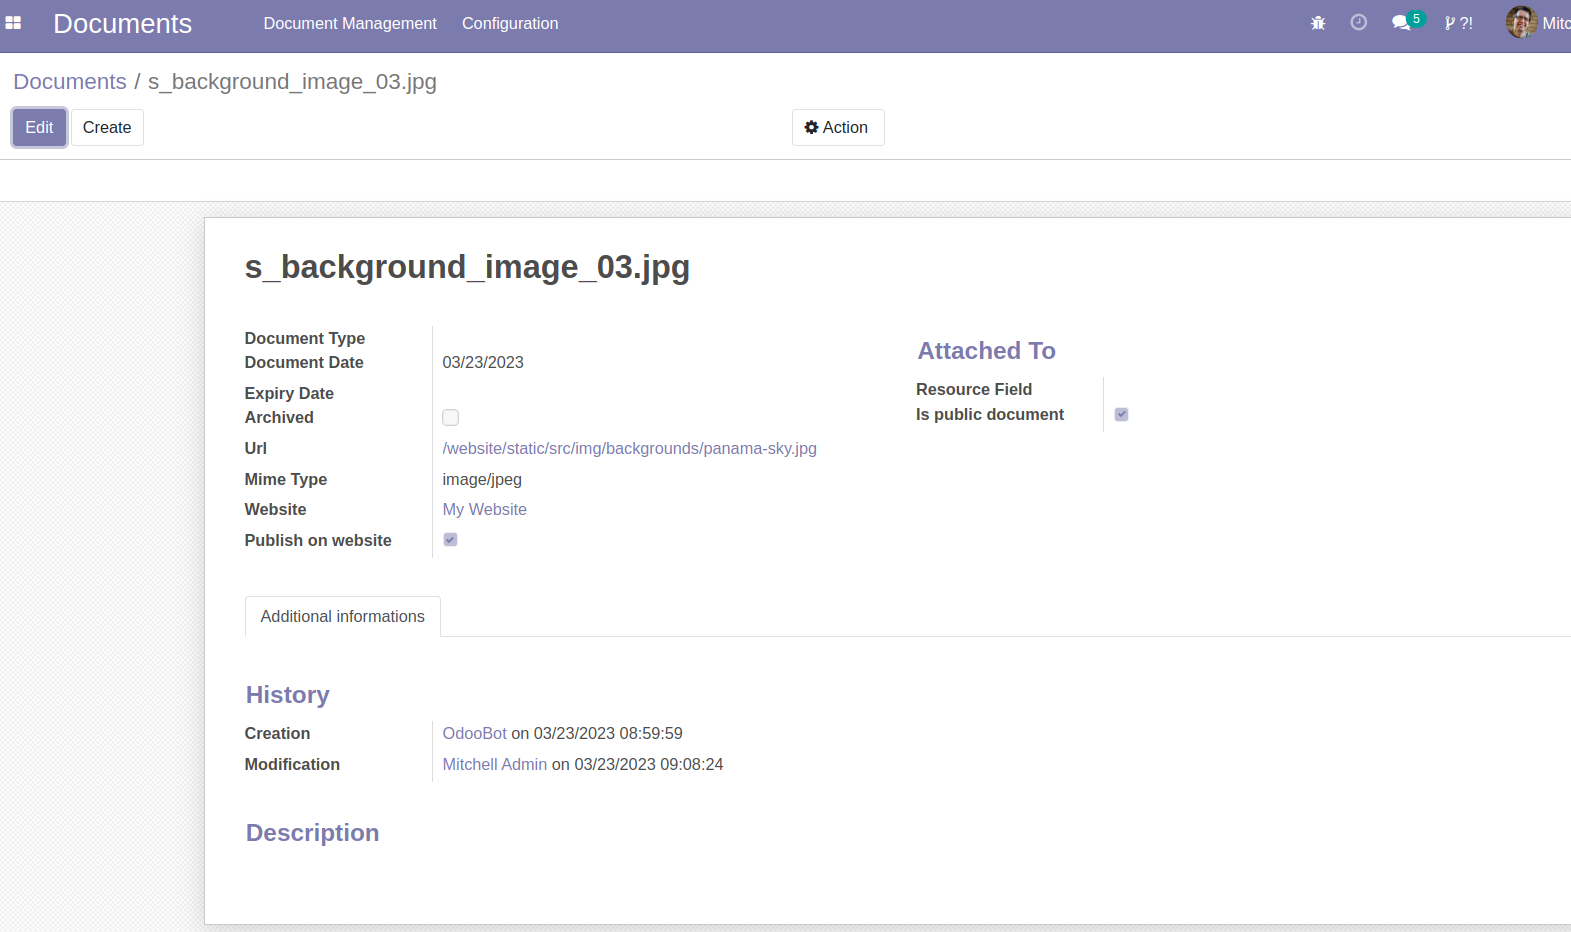 Documents Document Management Configuration 5 ?! Mitc
Documents / s_background_image_03.jpg
Edit Create Action
s_background_image_03.jpg
Document Type
Document Date 03/23/2023
Expiry Date
Archived
Url /website/static/src/img/backgrounds/panama-sky.jpg
Mime Type image/jpeg
Website My Website
Publish on website
Attached To
Resource Field
Is public document
Additional informations
History
Creation OdooBot on 03/23/2023 08:59:59
Modification Mitchell Admin on 03/23/2023 09:08:24
Description